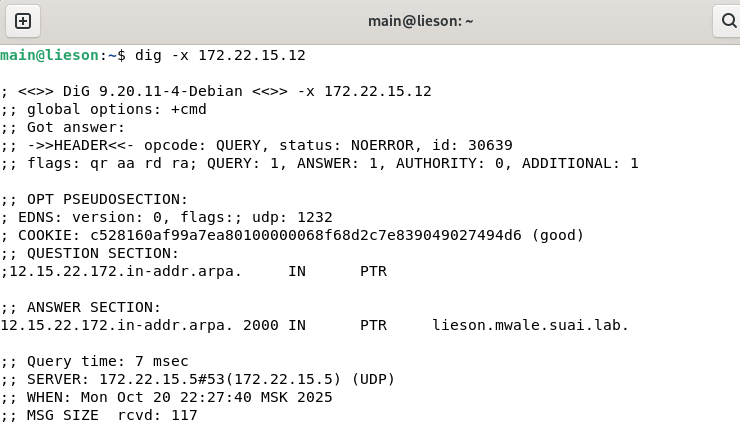 main@lieson: ~
main@lieson:~$ dig -x 172.22.15.12
; <<>> DiG 9.20.11-4-Debian <<>> -x 172.22.15.12
;; global options: +cmd
;; Got answer:
;; ->>HEADER<<- opcode: QUERY, status: NOERROR, id: 30639
;; flags: qr aa rd ra; QUERY: 1, ANSWER: 1, AUTHORITY: 0, ADDITIONAL: 1
;; OPT PSEUDOSECTION:
; EDNS: version: 0, flags:; udp: 1232
; COOKIE: c528160af99a7ea80100000068f68d2c7e839049027494d6 (good)
;; QUESTION SECTION:
;12.15.22.172.in-addr.arpa.     IN      PTR
;; ANSWER SECTION:
12.15.22.172.in-addr.arpa. 2000 IN      PTR     lieson.mwale.suai.lab.
;; Query time: 7 msec
;; SERVER: 172.22.15.5#53(172.22.15.5) (UDP)
;; WHEN: Mon Oct 20 22:27:40 MSK 2025
;; MSG SIZE  rcvd: 117